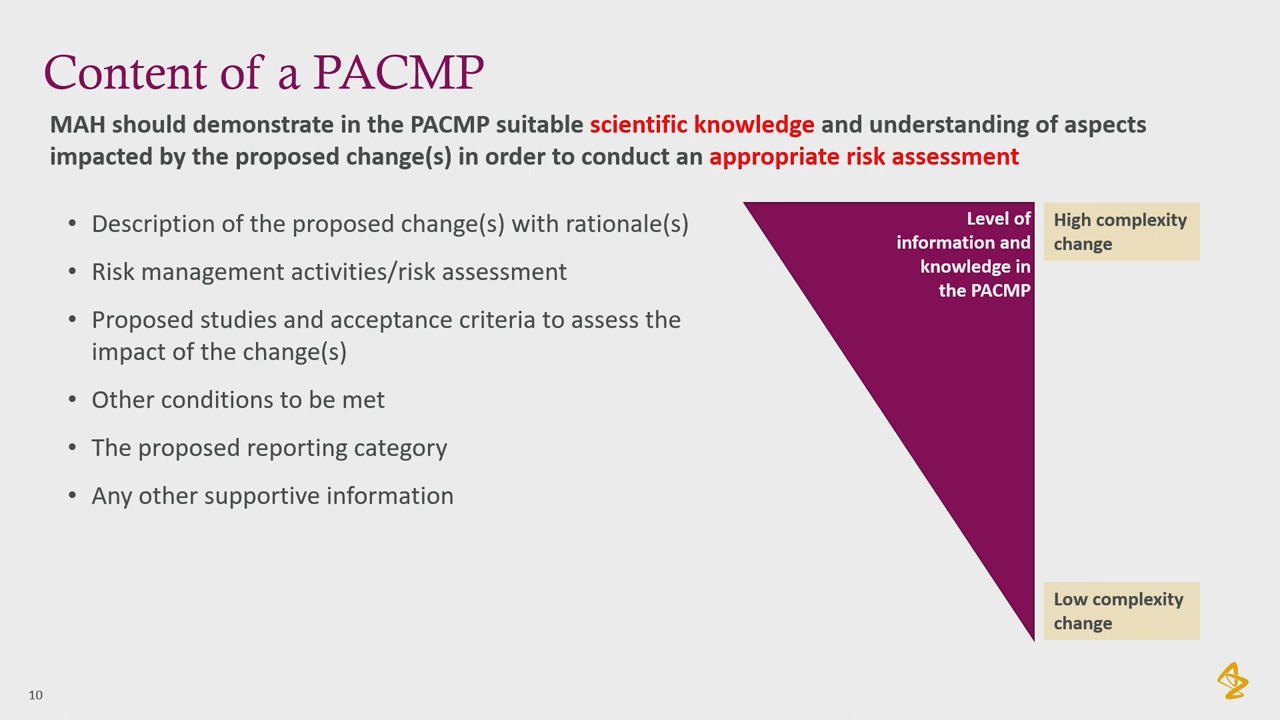 Content of a PACMP
MAH should demonstrate in the PACMP suitable scientific knowledge and understanding of aspects
impacted by the proposed change(s) in order to conduct an appropriate risk assessment
• Description of the proposed change(s) with rationale(s)
• Risk management activities/risk assessment
• Proposed studies and acceptance criteria to assess the
impact of the change(s)
• Other conditions to be met
• The proposed reporting category
• Any other supportive information
Level of
information and
knowledge in
the PACMP
High complexity
change
Low complexity
change
10